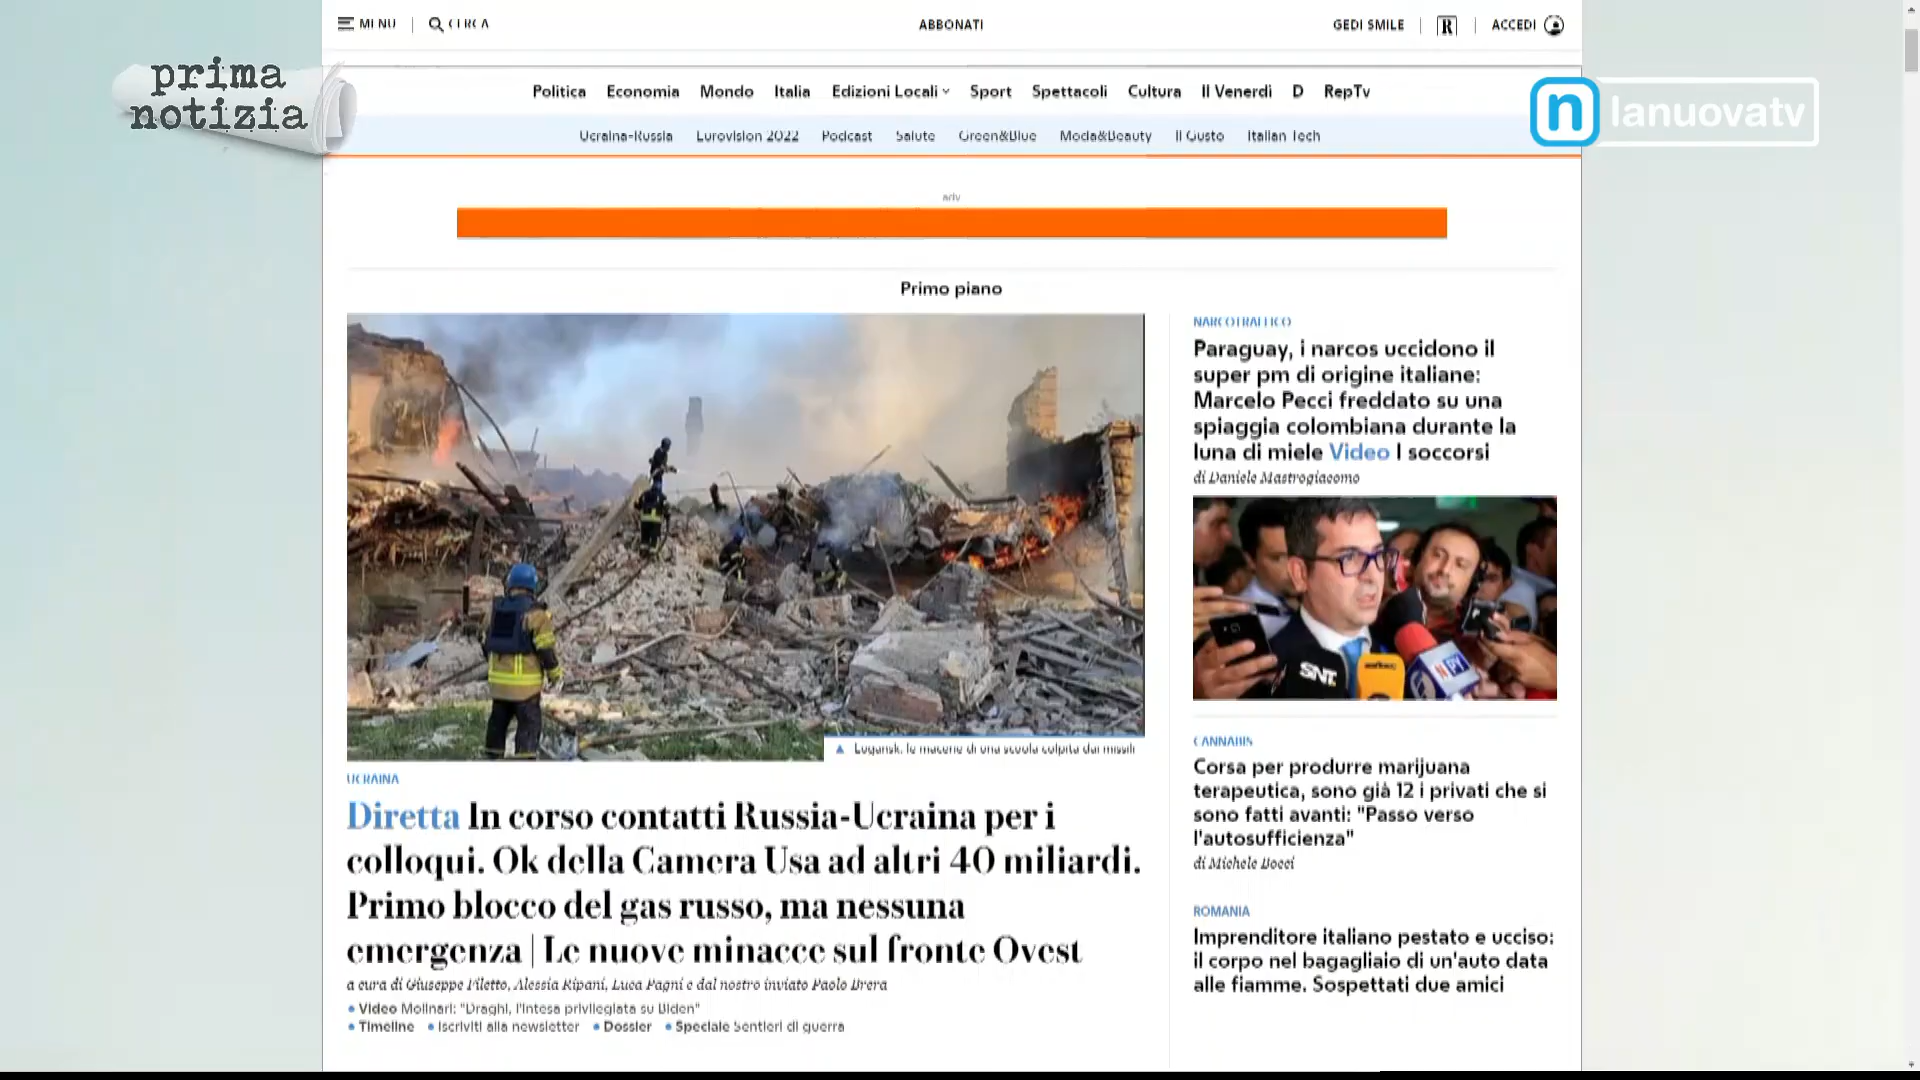 MENU
CERCA
ABBONATI
GEDI SMILE
R
ACCEDI
prima
notizia
n lanuovatv
Politica Economia Mondo Italia Edizioni Locali Sport Spettacoli Cultura Il Venerdì D RepTv
Ucraina-Russia Eurovision 2022 Podcast Salute Green&Blue Moda&Beauty Il Gusto Italian Tech
adv
Primo piano
Lugansk, le macerie di una scuola colpita dai missili
UCRAINA
Diretta In corso contatti Russia-Ucraina per i
colloqui. Ok della Camera Usa ad altri 40 miliardi.
Primo blocco del gas russo, ma nessuna
emergenza | Le nuove minacce sul fronte Ovest
a cura di Giuseppe Filetto, Alessia Ripani, Luca Pagni e dal nostro inviato Paolo Brera
Video Molinari: "Draghi, l'intesa privilegiata su Biden"
Timeline Iscriviti alla newsletter Dossier Speciale Sentieri di guerra
NARCOTRAFFICO
Paraguay, i narcos uccidono il
super pm di origine italiane:
Marcelo Pecci freddato su una
spiaggia colombiana durante la
luna di miele Video I soccorsi
di Daniele Mastrogiacomo
SNT
NPY
CANNABIS
Corsa per produrre marijuana
terapeutica, sono già 12 i privati che si
sono fatti avanti: "Passo verso
l'autosufficienza"
di Michele Bocci
ROMANIA
Imprenditore italiano pestato e ucciso:
il corpo nel bagagliaio di un'auto data
alle fiamme. Sospettati due amici